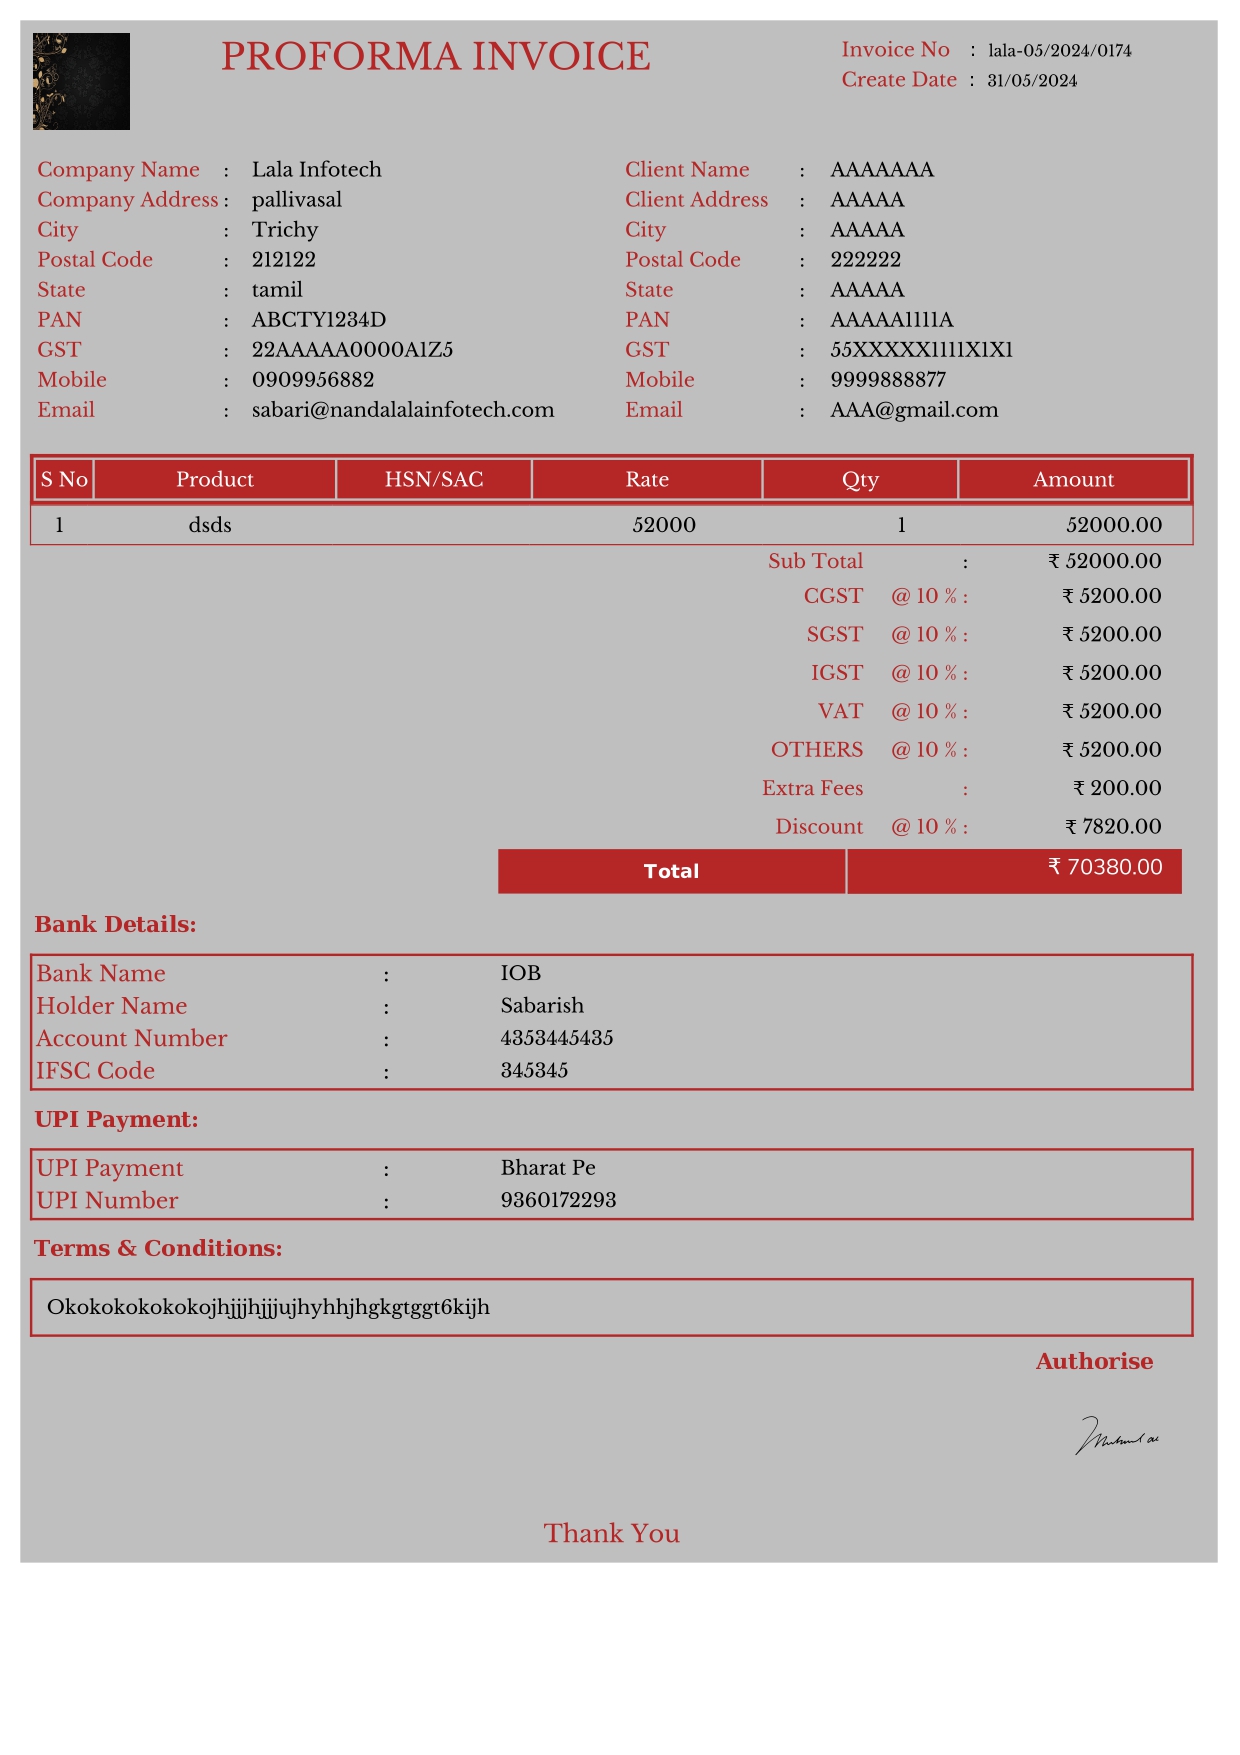 PROFORMA INVOICE
Invoice No : lala-05/2024/0174
Create Date : 31/05/2024
Company Name : Lala Infotech Client Name : AAAAAAA
Company Address : pallivasal Client Address : AAAAA
City : Trichy City : AAAAA
Postal Code : 212122 Postal Code : 222222
State : tamil State : AAAAA
PAN : ABCTY1234D PAN : AAAAA1111A
GST : 22AAAAA0000A1Z5 GST : 55XXXXX1111X1X1
Mobile : 0909956882 Mobile : 9999888877
Email : sabari@nandalalainfotech.com Email : AAA@gmail.com
S No Product HSN/SAC Rate Qty Amount
1 dsds 52000 1 52000.00
Sub Total : ₹ 52000.00
CGST @ 10 % : ₹ 5200.00
SGST @ 10 % : ₹ 5200.00
IGST @ 10 % : ₹ 5200.00
VAT @ 10 % : ₹ 5200.00
OTHERS @ 10 % : ₹ 5200.00
Extra Fees : ₹ 200.00
Discount @ 10 % : ₹ 7820.00
Total ₹ 70380.00
Bank Details:
Bank Name : IOB
Holder Name : Sabarish
Account Number : 4353445435
IFSC Code : 345345
UPI Payment:
UPI Payment : Bharat Pe
UPI Number : 9360172293
Terms & Conditions:
Okokokokokokojhjjjhjjjujhyhhjhgkgtggt6kijh
Authorise
Thank You